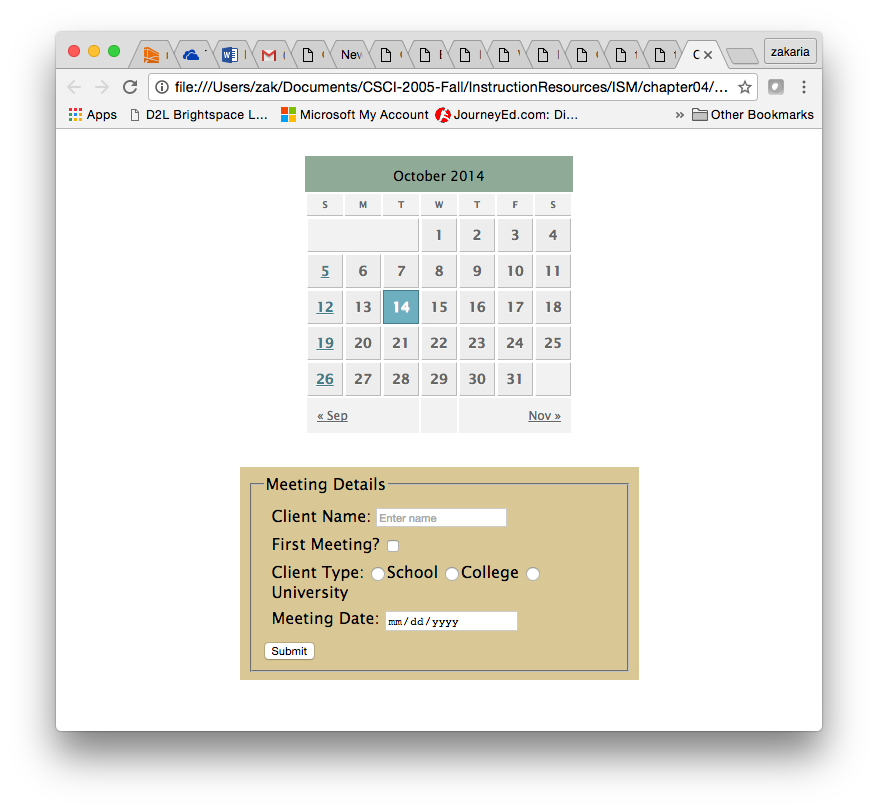 New
C
zakaria
file:///Users/zak/Documents/CSCI-2005-Fall/InstructionResources/ISM/chapter04/...
Apps D2L Brightspace L... Microsoft My Account JourneyEd.com: Di... » Other Bookmarks
October 2014
S M T W T F S
1 2 3 4
5 6 7 8 9 10 11
12 13 14 15 16 17 18
19 20 21 22 23 24 25
26 27 28 29 30 31
« Sep Nov »
Meeting Details
Client Name: Enter name
First Meeting?
Client Type: School College
University
Meeting Date: mm/dd/yyyy
Submit